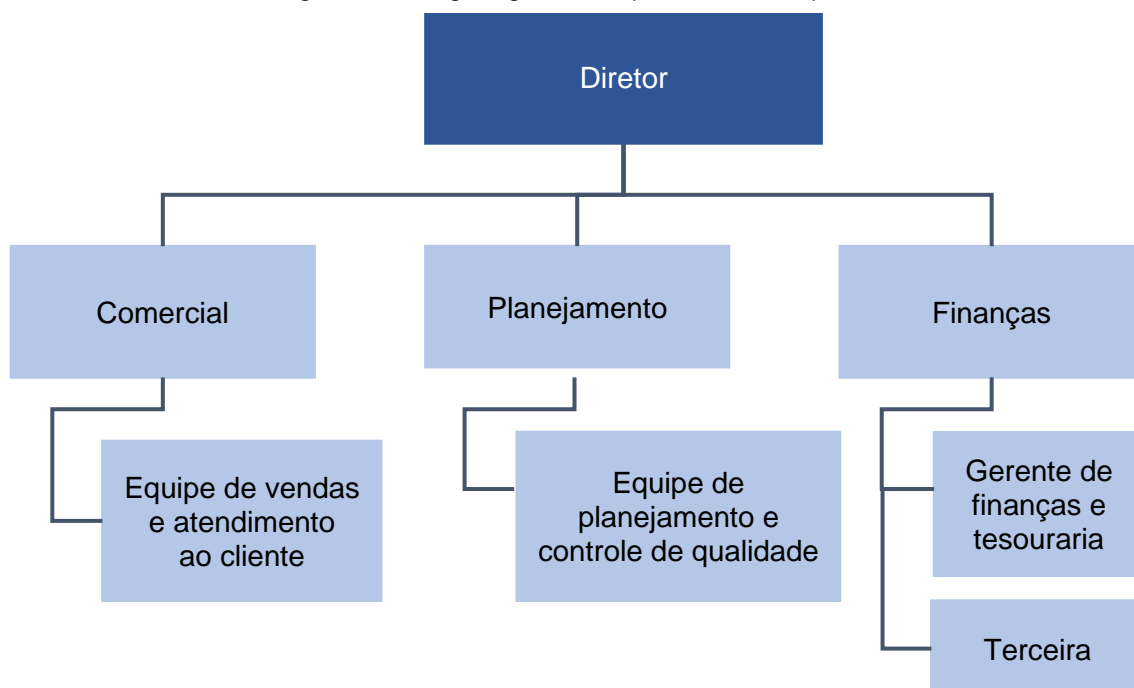 Diretor
Comercial
Planejamento
Finanças
Equipe de vendas
e atendimento
ao cliente
Equipe de
planejamento e
controle de qualidade
Gerente de
finanças e
tesouraria
Terceira